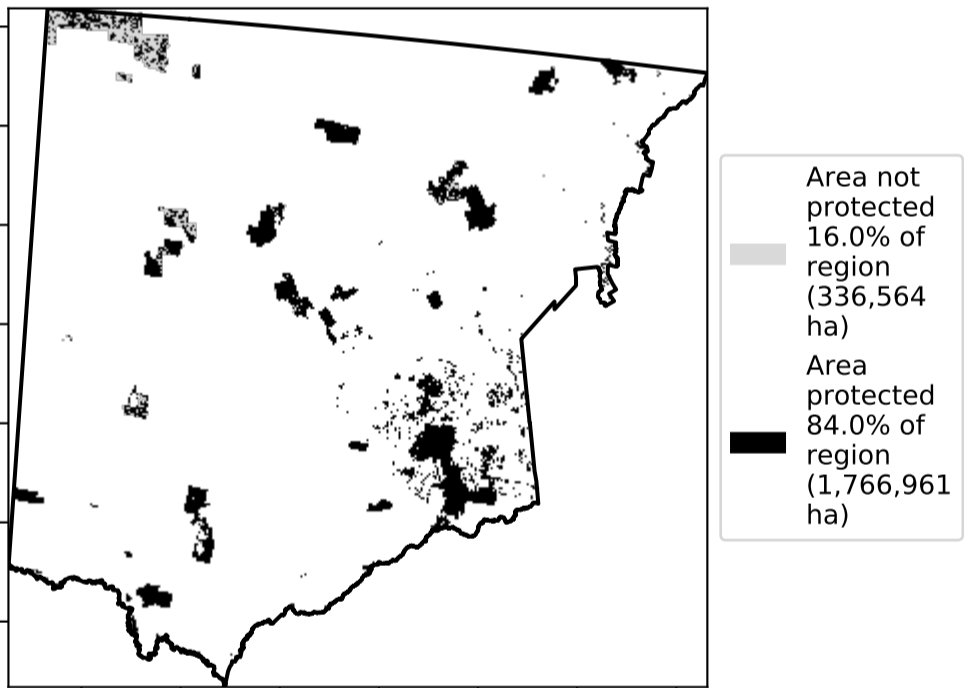 Area not
protected
16.0% of
region
(336,564
ha)
Area
protected
84.0% of
region
(1,766,961
ha)